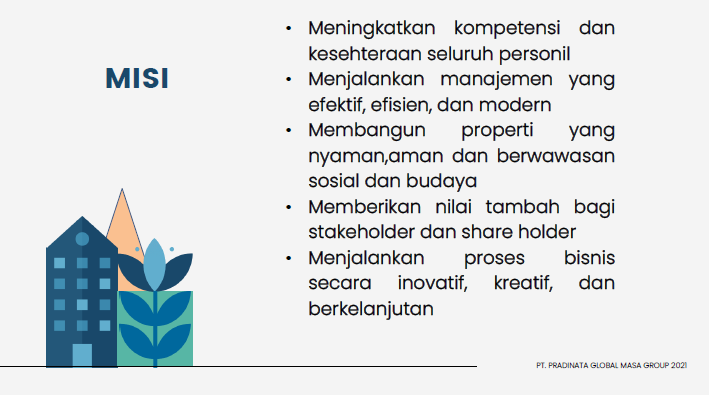 MISI
• Meningkatkan kompetensi dan
kesehteraan seluruh personil
• Menjalankan manajemen yang
efektif, efisien, dan modern
• Membangun properti yang
nyaman,aman dan berwawasan
sosial dan budaya
• Memberikan nilai tambah bagi
stakeholder dan share holder
• Menjalankan proses bisnis
secara inovatif, kreatif, dan
berkelanjutan
PT. PRADINATA GLOBAL MASA GROUP 2021